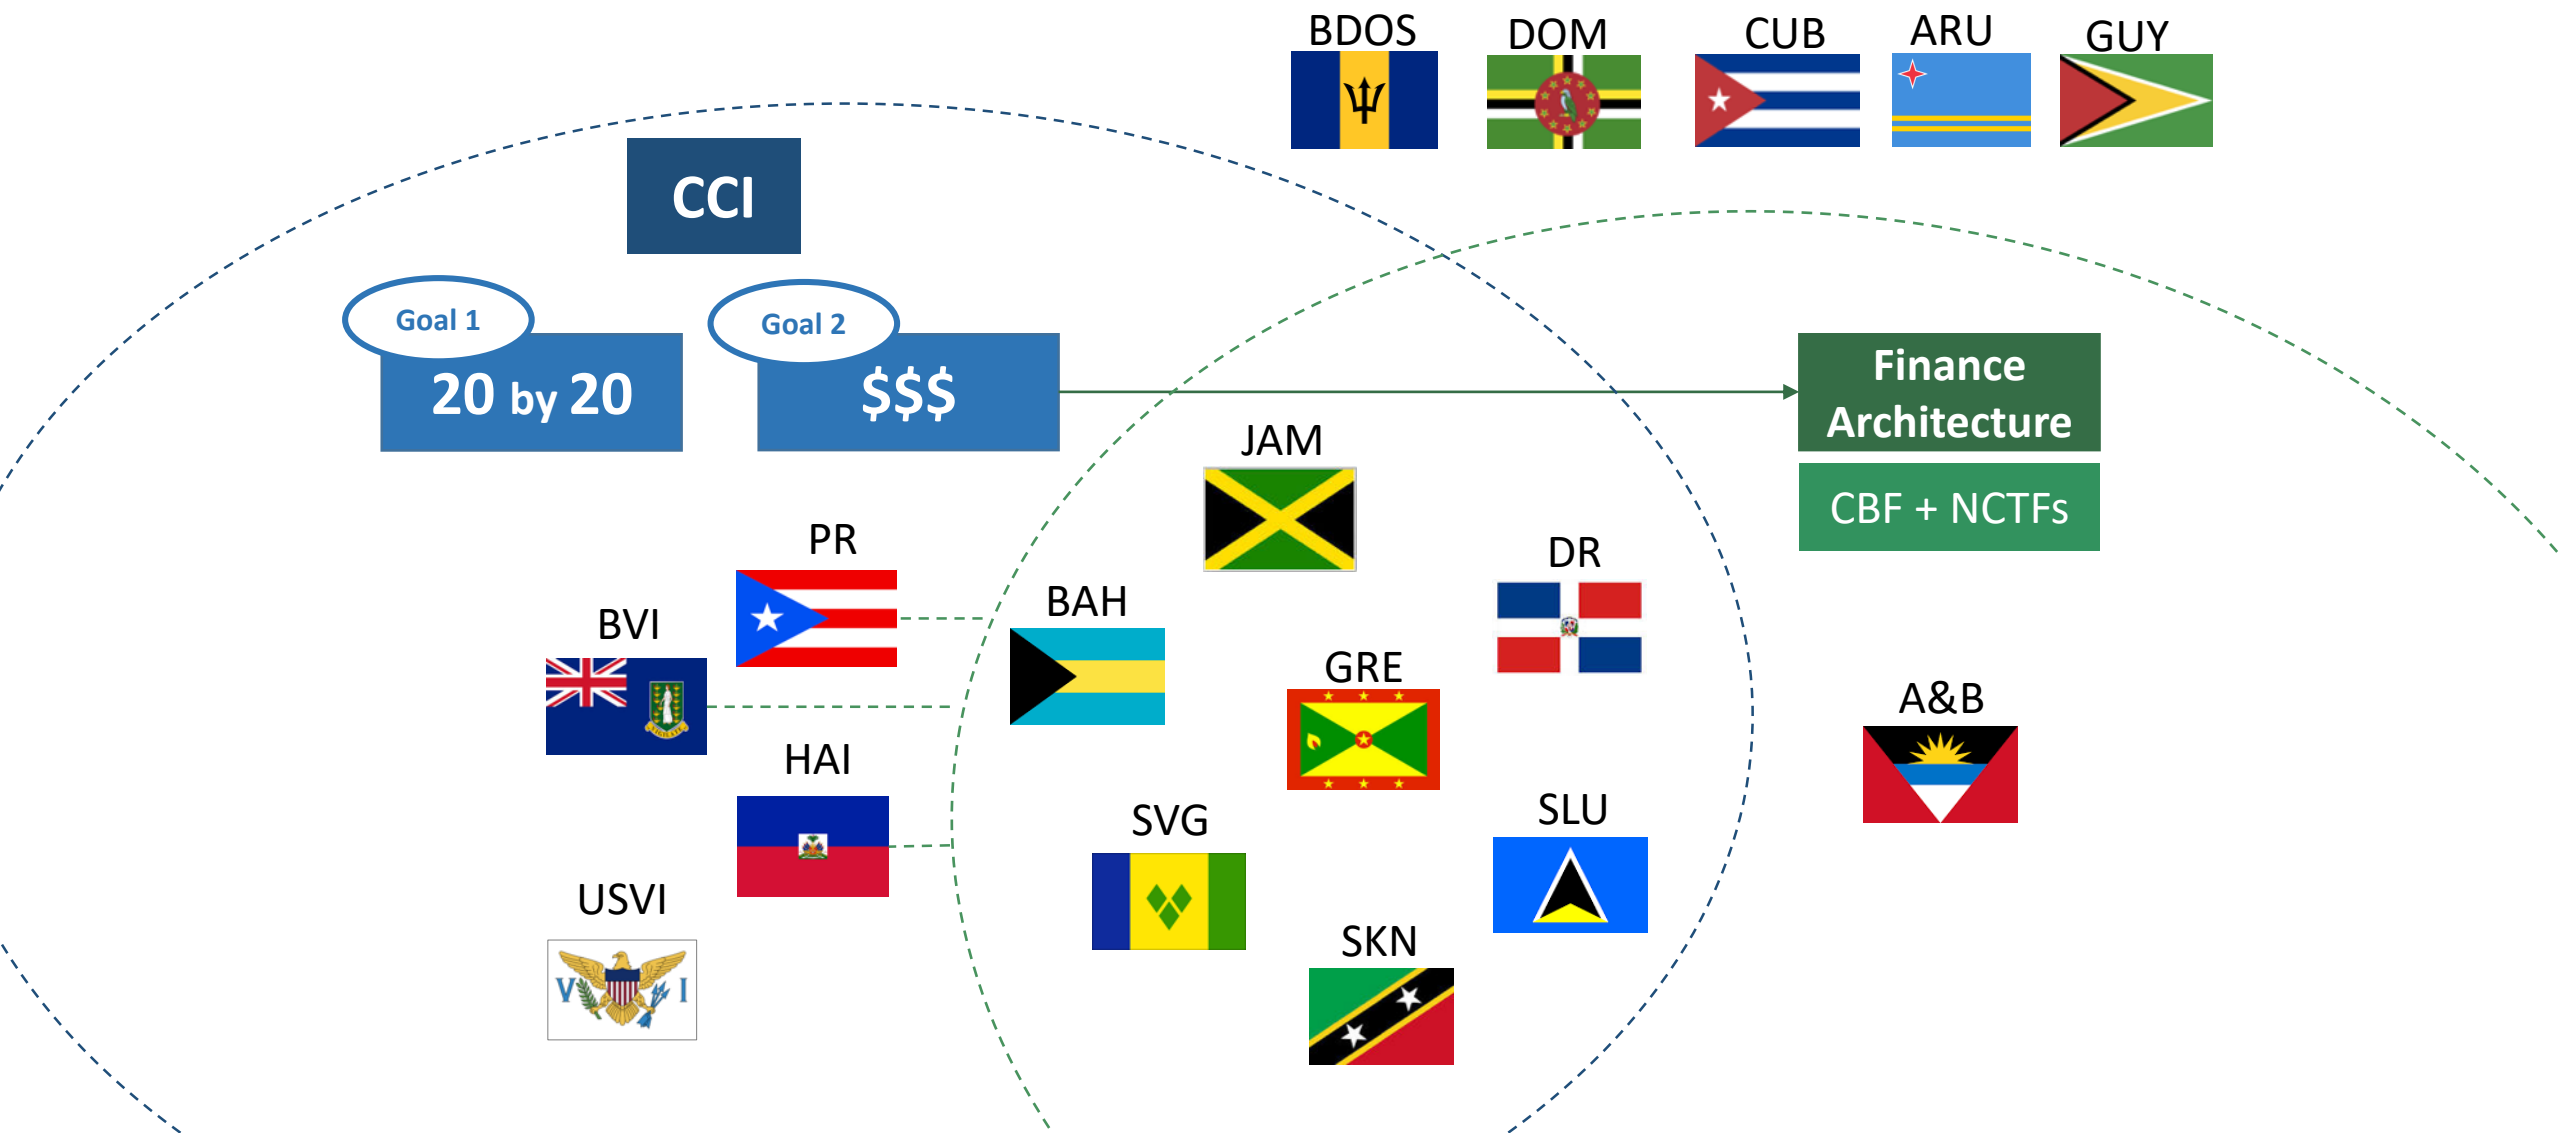 BDOS
DOM
CUB
ARU
GUY
CCI
Goal 1
20 by 20
Goal 2
$$$
Finance
Architecture
CBF + NCTFs
JAM
PR
DR
BAH
BVI
GRE
A&B
HAI
SVG
SLU
USVI
V I
SKN